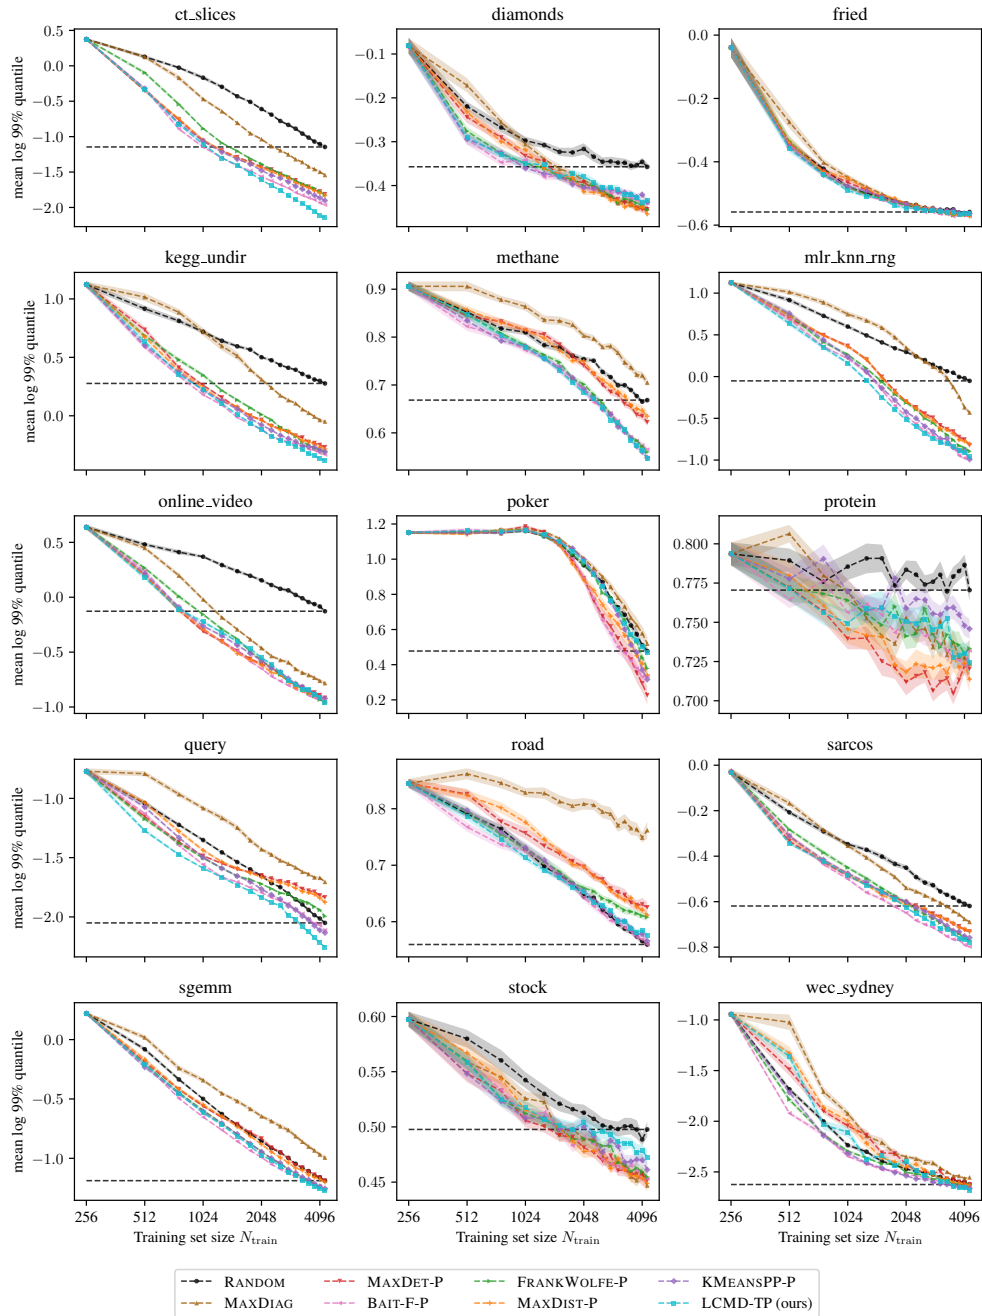 ct_slices
diamonds
fried
mean log 99% quantile
0.5
0.0
−0.5
−1.0
−1.5
−2.0
−0.1
−0.2
−0.3
−0.4
0.0
−0.2
−0.4
−0.6
kegg_undir
methane
mlr_knn_rng
mean log 99% quantile
1.0
0.5
0.0
0.9
0.8
0.7
0.6
1.0
0.5
0.0
−0.5
−1.0
online_video
poker
protein
mean log 99% quantile
0.5
0.0
−0.5
−1.0
1.2
1.0
0.8
0.6
0.4
0.2
0.800
0.775
0.750
0.725
0.700
query
road
sarcos
mean log 99% quantile
−1.0
−1.5
−2.0
0.8
0.7
0.6
0.0
−0.2
−0.4
−0.6
−0.8
sgemm
stock
wec_sydney
mean log 99% quantile
0.0
−0.5
−1.0
0.60
0.55
0.50
0.45
−1.0
−1.5
−2.0
−2.5
256 512 1024 2048 4096
256 512 1024 2048 4096
256 512 1024 2048 4096
Training set size N_train
Training set size N_train
Training set size N_train
RANDOM MAXDET-P FRANKWOLFE-P KMEANSPP-P
MAXDIAG BAIT-F-P MAXDIST-P LCMD-TP (ours)